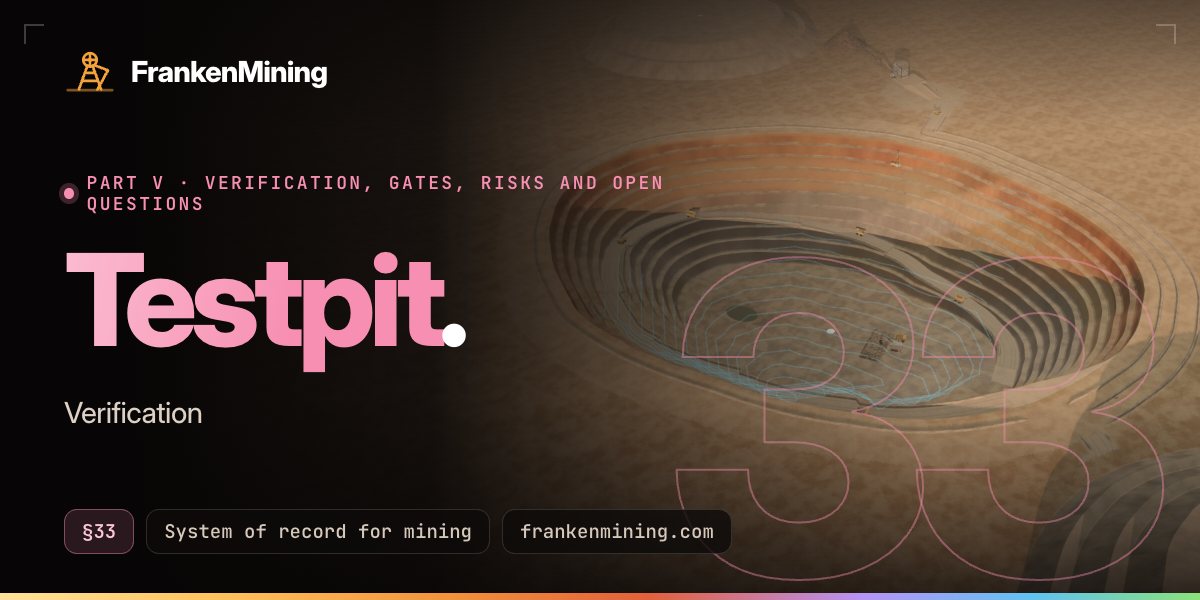 FrankenMining
PART V · VERIFICATION, GATES, RISKS AND OPEN
QUESTIONS
Testpit.
Verification
33
§33
System of record for mining
frankenmining.com